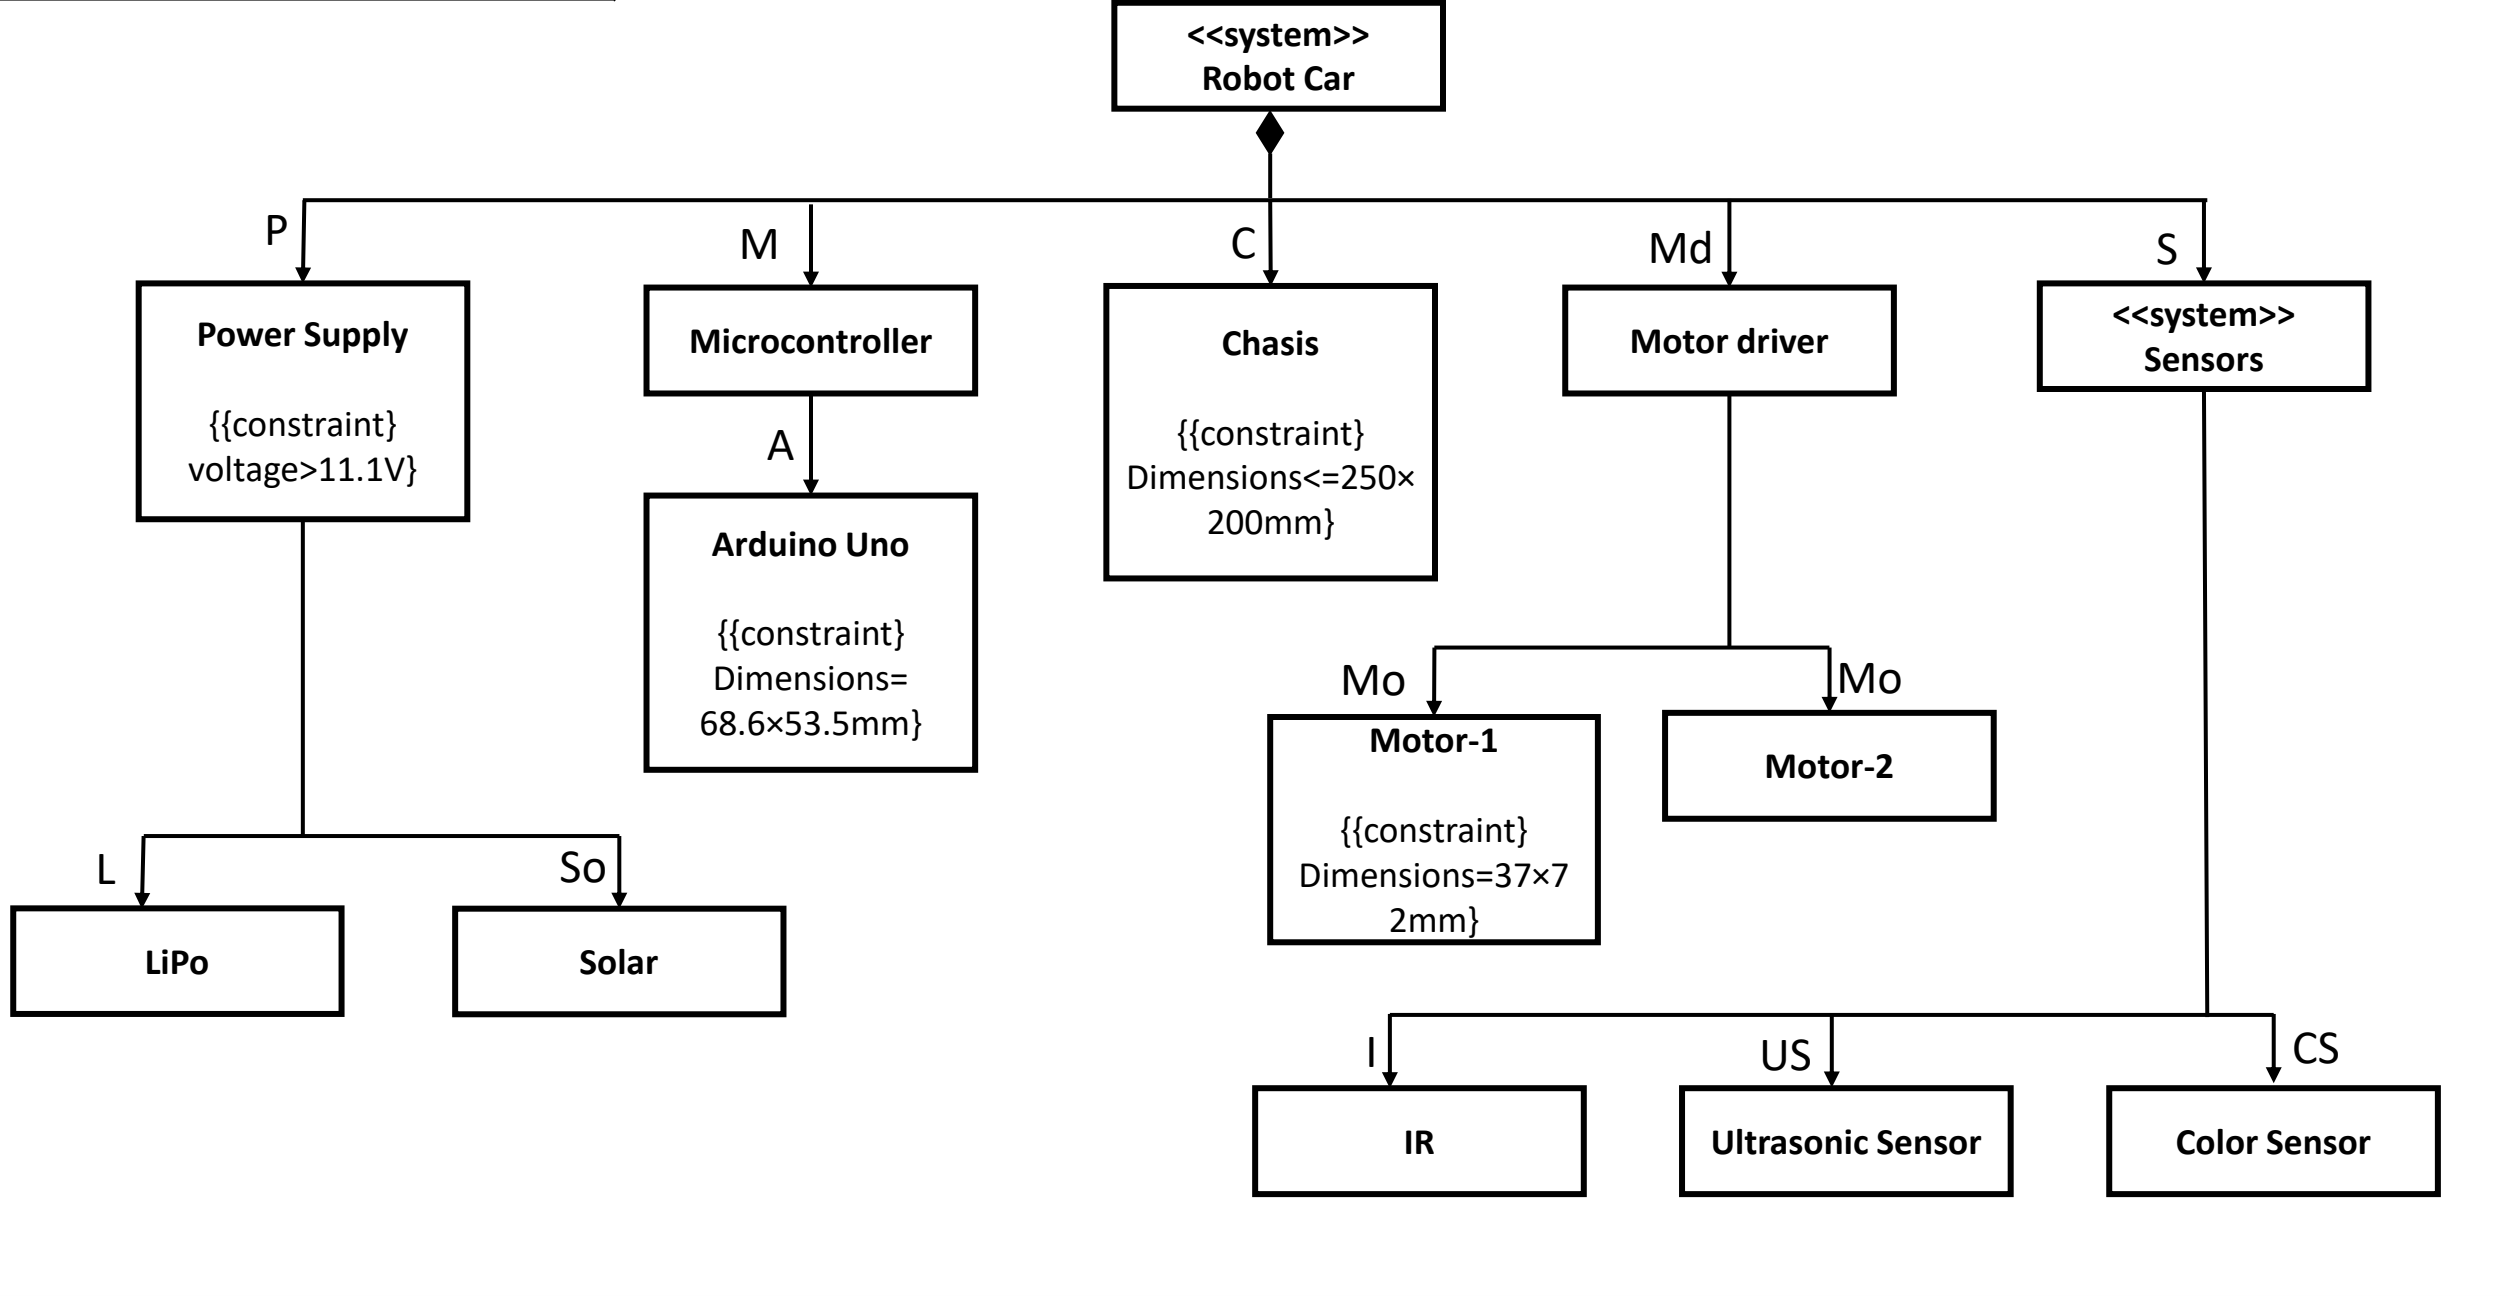 <<system>>
Robot Car
P
M
C
Md
S
Power Supply
{{constraint}
voltage>11.1V}
Microcontroller
Chasis
{{constraint}
Dimensions<=250×
200mm}
Motor driver
<<system>>
Sensors
A
Arduino Uno
{{constraint}
Dimensions=
68.6×53.5mm}
Mo
Mo
Motor-1
{{constraint}
Dimensions=37×7
2mm}
Motor-2
L
So
LiPo
Solar
I
US
CS
IR
Ultrasonic Sensor
Color Sensor